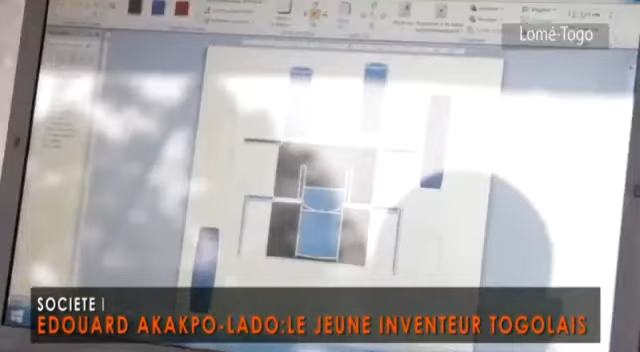 Lomé-Togo
SOCIETE |
EDOUARD AKAKPO-LADO:LE JEUNE INVENTEUR TOGOLAIS